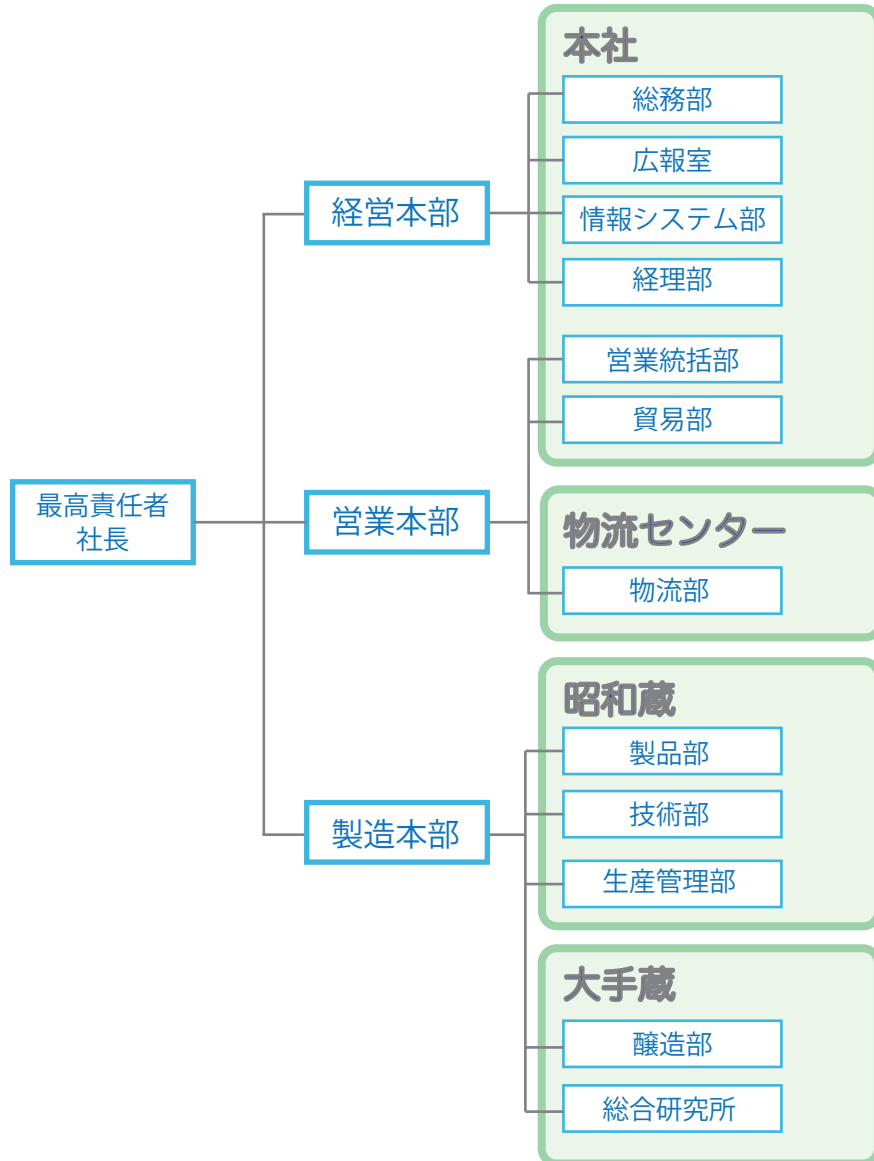 本社
総務部
広報室
経営本部
情報システム部
経理部
営業統括部
貿易部
最高責任者
社長
営業本部
物流センター
物流部
昭和蔵
製品部
技術部
製造本部
生産管理部
大手蔵
醸造部
総合研究所